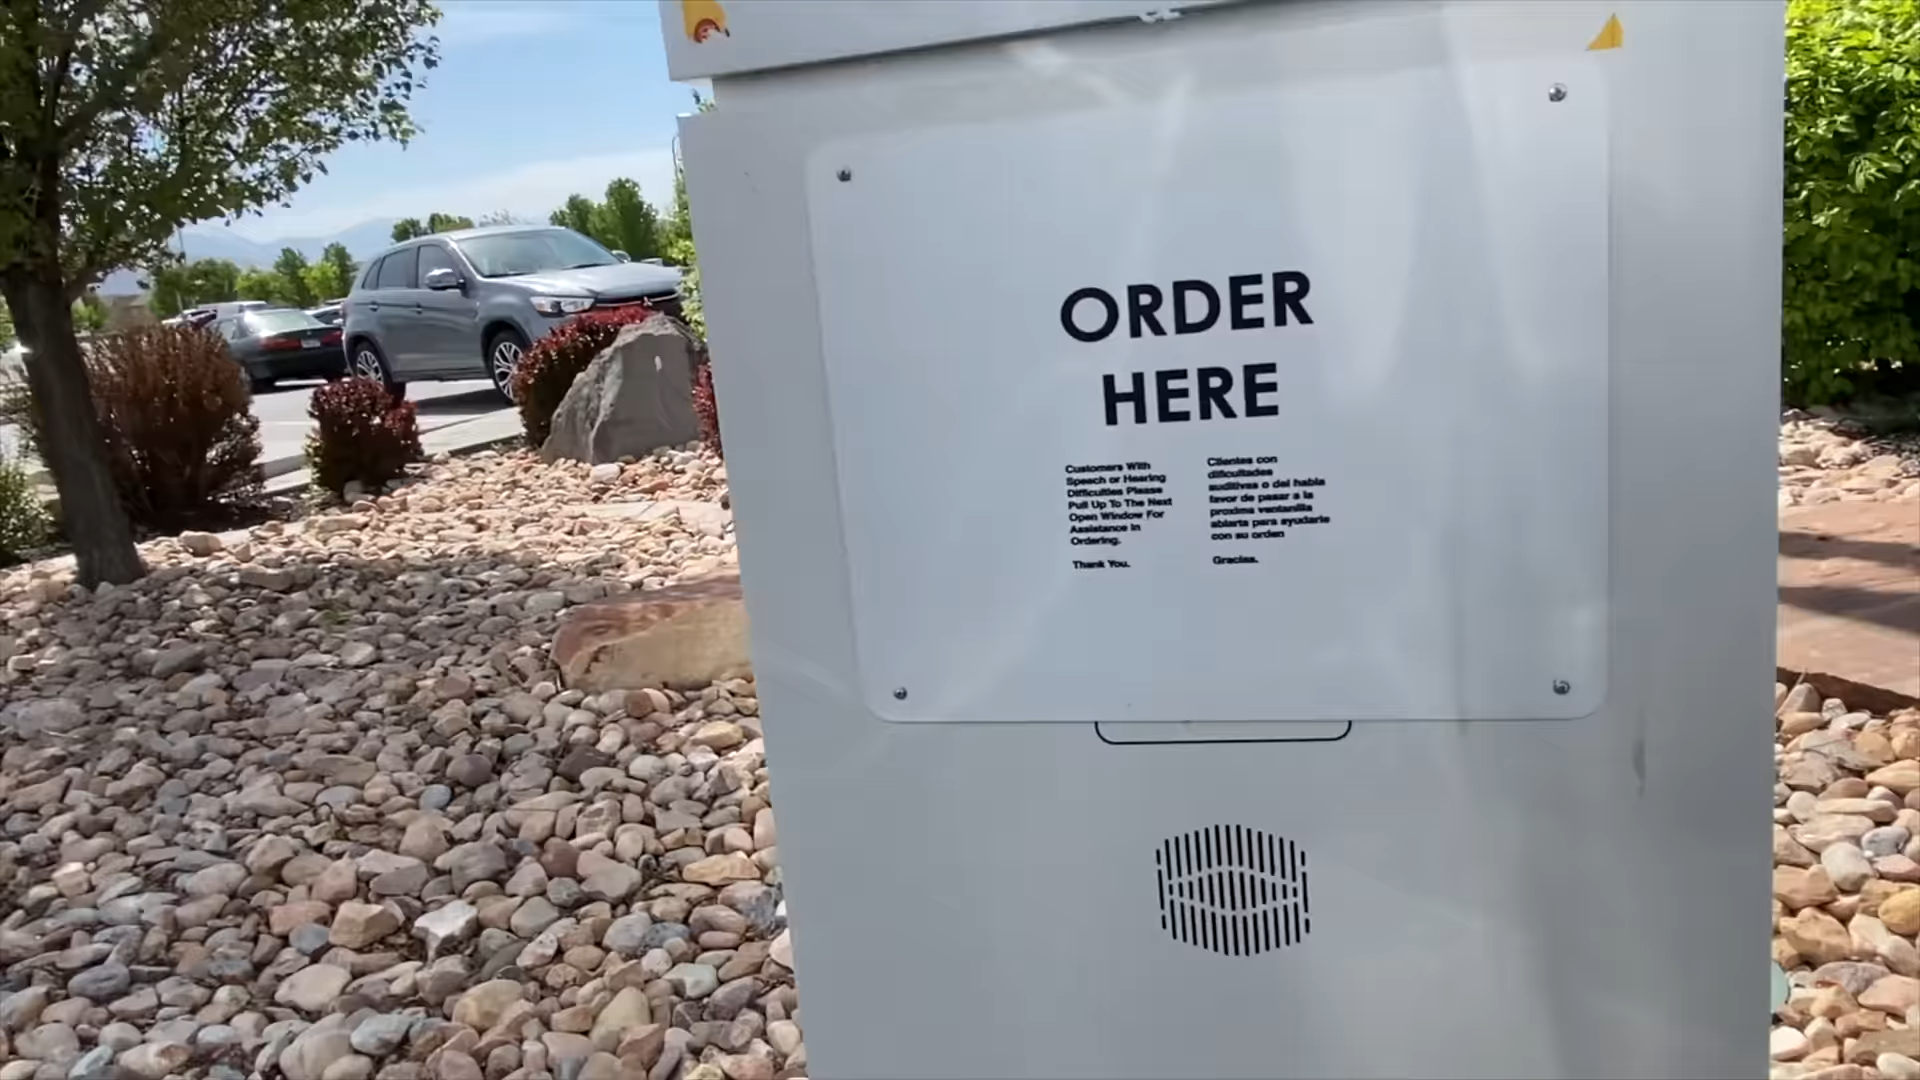 ORDER
HERE
Customers With
Speech or Hearing
Difficulties Please
Pull Up To The Next
Open Window For
Assistance in
Ordering.
Thank You.
Clientes con
dificultades
auditivas o del habla
favor de pasar a la
proxima ventanilla
abierta para ayudarle
con su orden
Gracias.